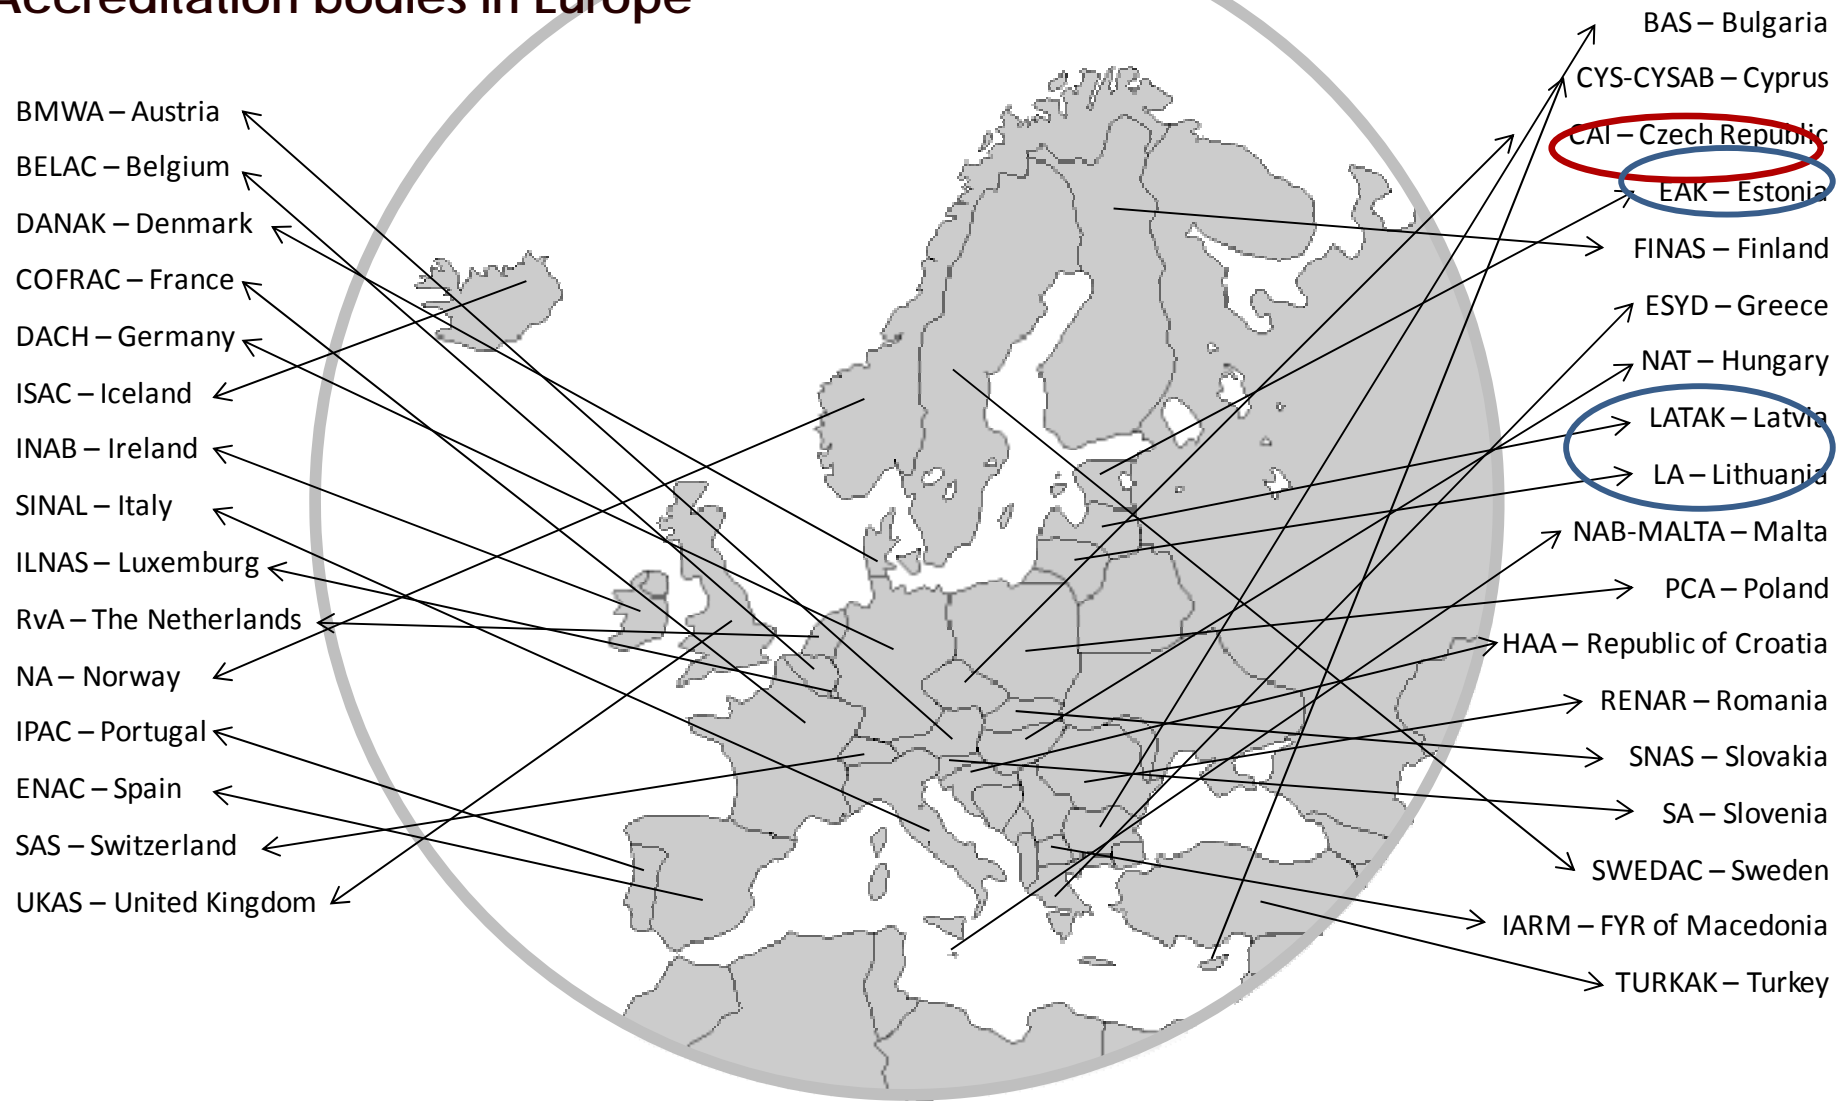 Accreditation bodies in Europe
BMWA – Austria
BELAC – Belgium
DANAK – Denmark
COFRAC – France
DACH – Germany
ISAC – Iceland
INAB – Ireland
SINAL – Italy
ILNAS – Luxemburg
RvA – The Netherlands
NA – Norway
IPAC – Portugal
ENAC – Spain
SAS – Switzerland
UKAS – United Kingdom
BAS – Bulgaria
CYS-CYSAB – Cyprus
CAI – Czech Republic
EAK – Estonia
FINAS – Finland
ESYD – Greece
NAT – Hungary
LATAK – Latvia
LA – Lithuania
NAB-MALTA – Malta
PCA – Poland
HAA – Republic of Croatia
RENAR – Romania
SNAS – Slovakia
SA – Slovenia
SWEDAC – Sweden
IARM – FYR of Macedonia
TURKAK – Turkey